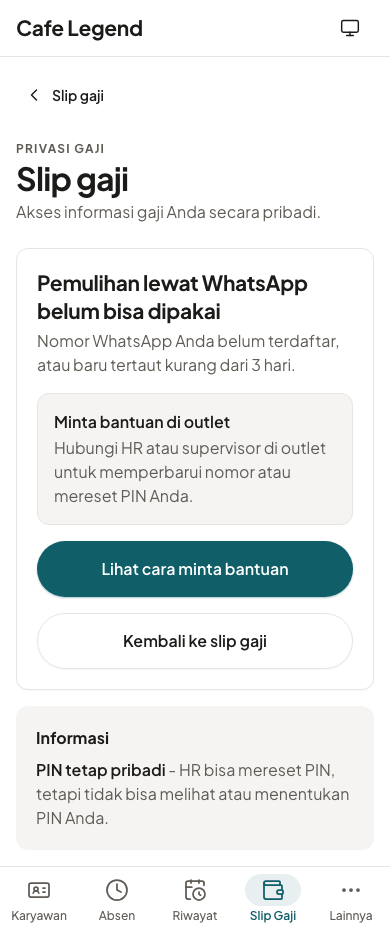 Cafe Legend
Slip gaji
PRIVASI GAJI
Slip gaji
Akses informasi gaji Anda secara pribadi.
Pemulihan lewat WhatsApp
belum bisa dipakai
Nomor WhatsApp Anda belum terdaftar,
atau baru tertaut kurang dari 3 hari.
Minta bantuan di outlet
Hubungi HR atau supervisor di outlet
untuk memperbarui nomor atau
mereset PIN Anda.
Lihat cara minta bantuan
Kembali ke slip gaji
Informasi
PIN tetap pribadi - HR bisa mereset PIN,
tetapi tidak bisa melihat atau menentukan
PIN Anda.
Karyawan Absen Riwayat Slip Gaji Lainnya